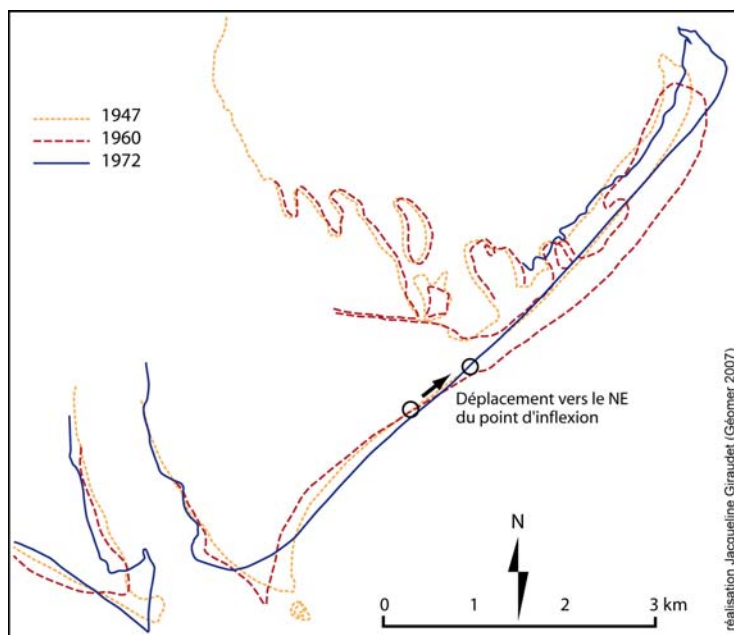 1947
1960
1972
Déplacement vers le NE
du point d'inflexion
N
0 1 2 3 km
réalisation Jacqueline Giraudet (Géomer 2007)